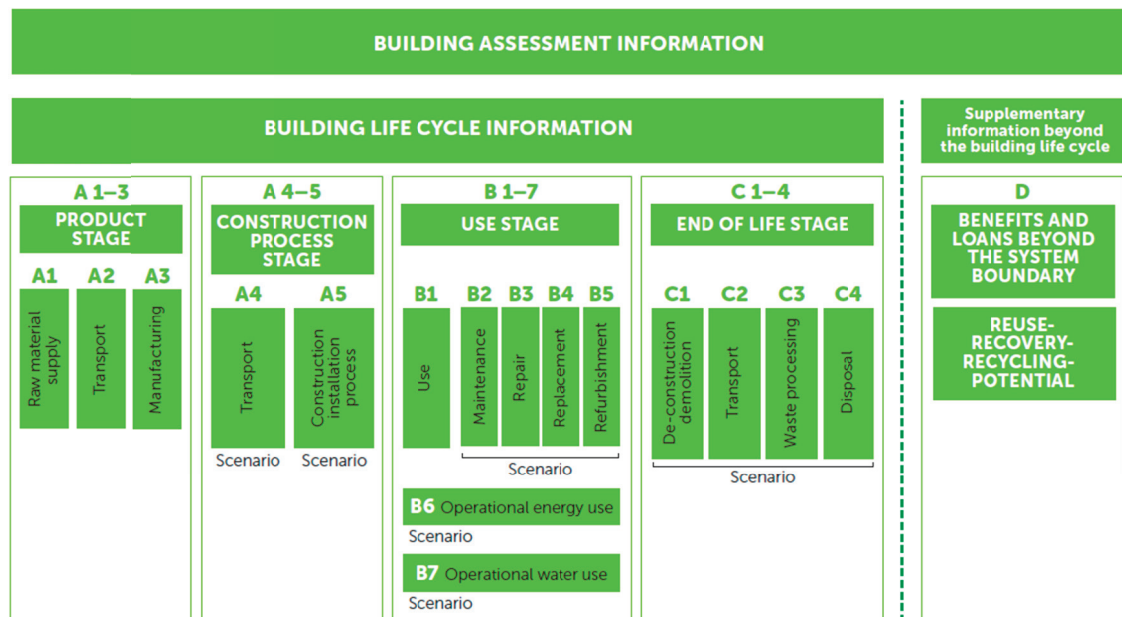 BUILDING ASSESSMENT INFORMATION
BUILDING LIFE CYCLE INFORMATION
Supplementary
information beyond
the building life cycle
A 1–3
PRODUCT
STAGE
A1
A2
A3
Raw material
supply
Transport
Manufacturing
A 4–5
CONSTRUCTION
PROCESS
STAGE
A4
A5
Transport
Construction
installation
process
Scenario
Scenario
B 1–7
USE STAGE
B1
B2
B3
B4
B5
Use
Maintenance
Repair
Replacement
Refurbishment
Scenario
B6 Operational energy use
Scenario
B7 Operational water use
Scenario
C 1–4
END OF LIFE STAGE
C1
C2
C3
C4
De-construction
demolition
Transport
Waste processing
Disposal
Scenario
D
BENEFITS AND
LOANS BEYOND
THE SYSTEM
BOUNDARY
REUSE-
RECOVERY-
RECYCLING-
POTENTIAL